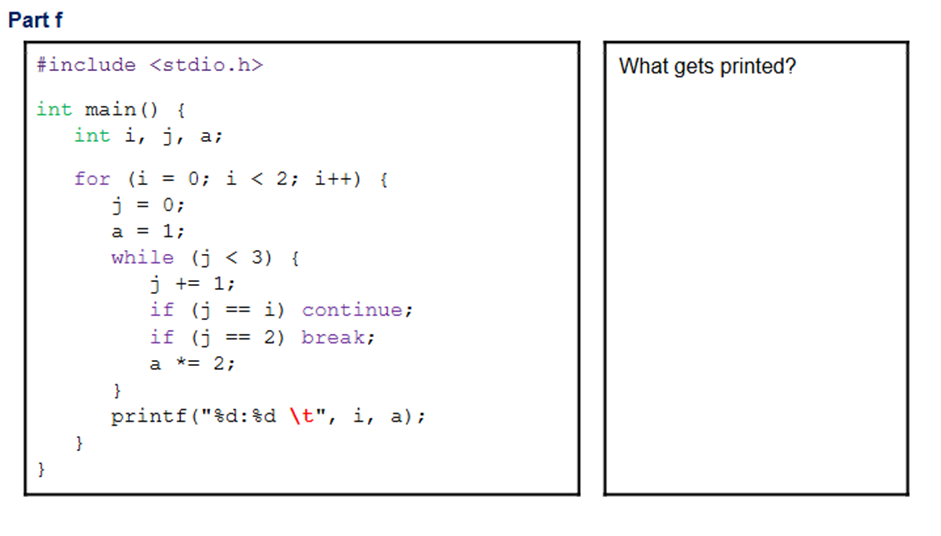 Part f
#include <stdio.h>
int main() {
int i, j, a;
for (i = 0; i < 2; i++) {
j = 0;
a = 1;
while (j < 3) {
j += 1;
if (j == i) continue;
if (j == 2) break;
a *= 2;
}
printf("%d:%d \t", i, a);
}
}
What gets printed?